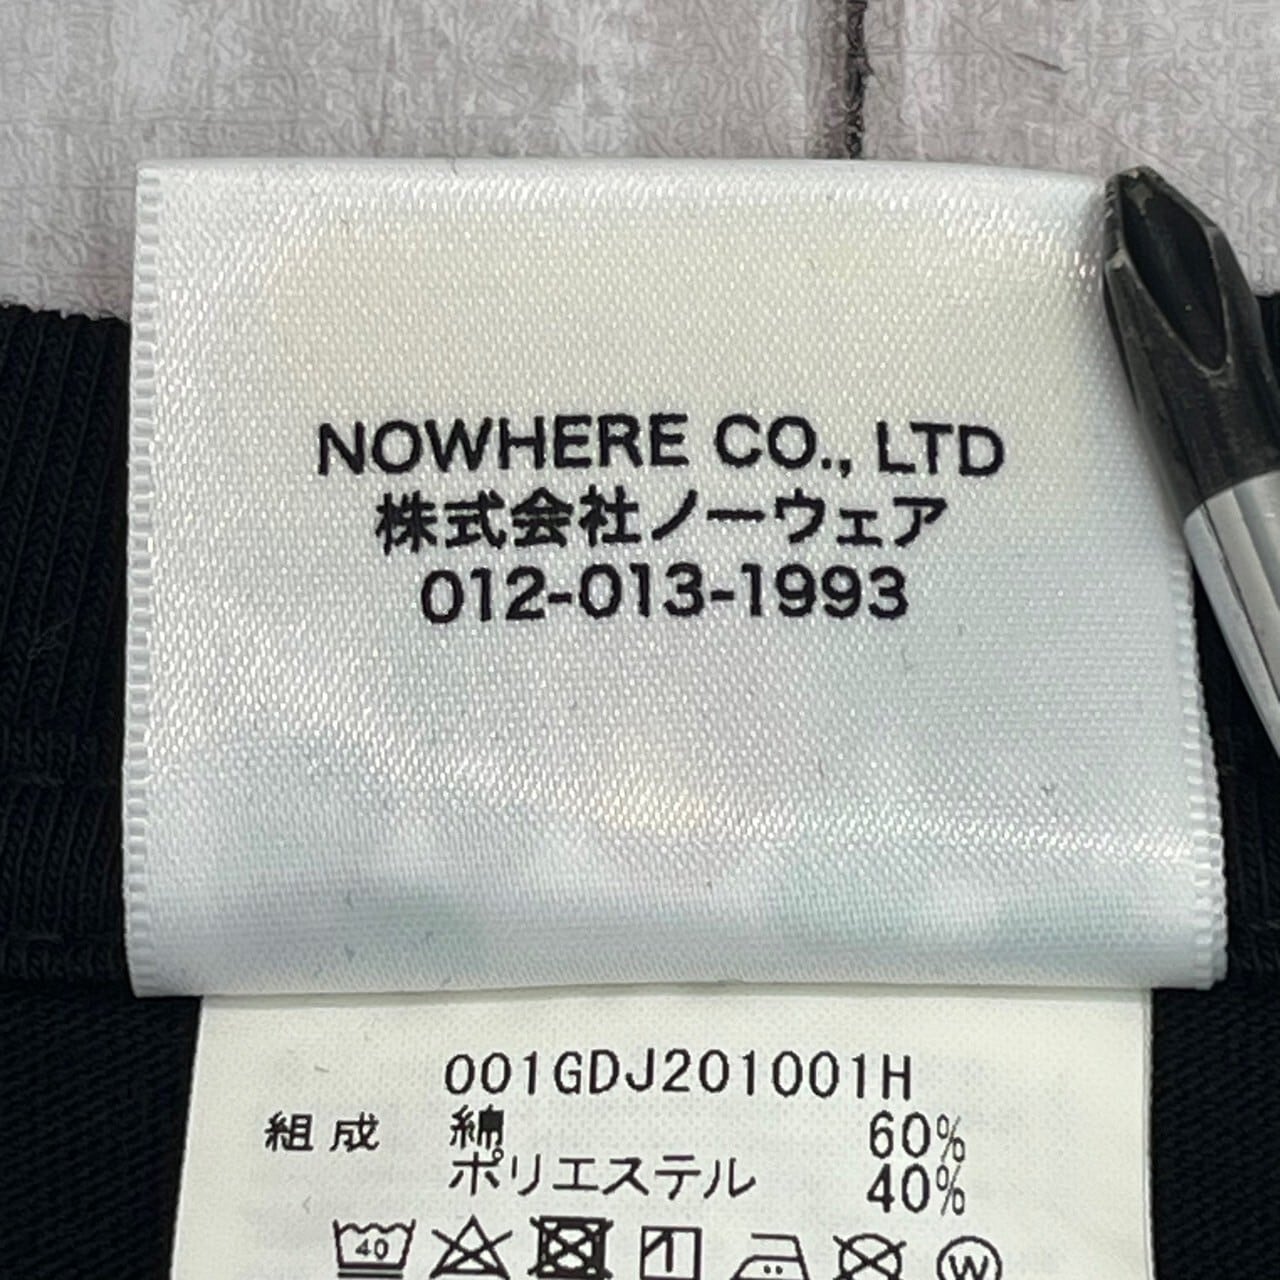 NOWHERE CO., LTD
株式会社ノーウェア
012-013-1993
001GDJ201001H
組成 綿 60%
ポリエステル 40%
40 W